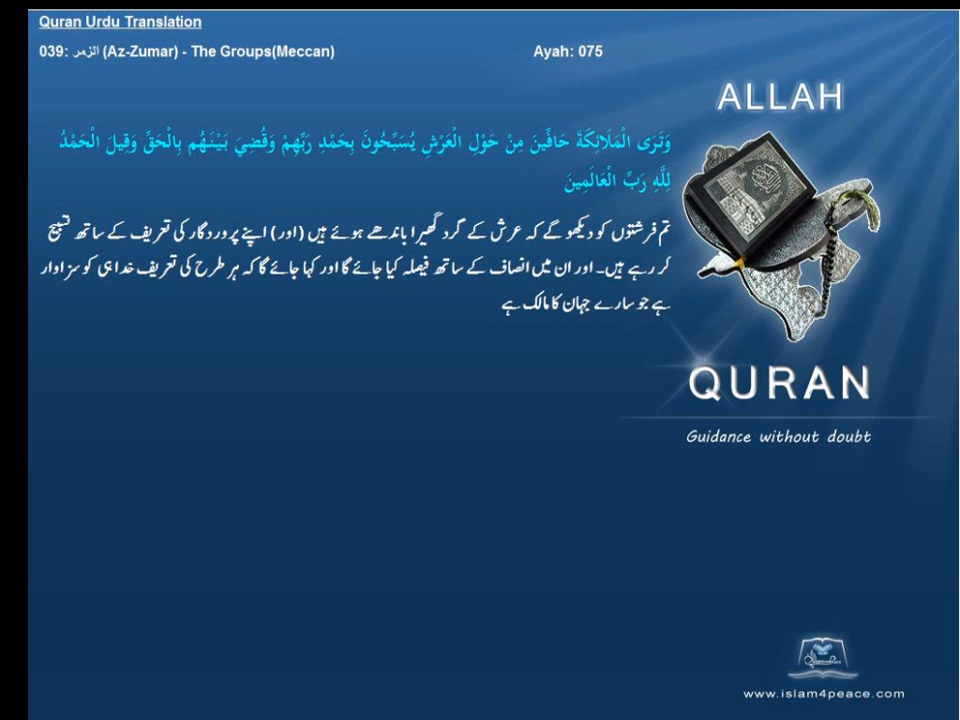 Quran Urdu Translation
039: الزمر (Az-Zumar) - The Groups(Meccan) Ayah: 075
ALLAH
وَتَرَى الْمَلَائِكَةَ حَافِّينَ مِنْ حَوْلِ الْعَرْشِ يُسَبِّحُونَ بِحَمْدِ رَبِّهِمْ وَقُضِيَ بَيْنَهُم بِالْحَقِّ وَقِيلَ الْحَمْدُ
لِلَّهِ رَبِّ الْعَالَمِينَ
تم فرشتوں کو دیکھو گے کہ عرش کے گرد گھیرا باندھے ہوئے ہیں (اور) اپنے پروردگار کی تعریف کے ساتھ تسبیح
کر رہے ہیں۔ اور ان میں انصاف کے ساتھ فیصلہ کیا جائے گا اور کہا جائے گا کہ ہر طرح کی تعریف خدا ہی کو سزاوار
ہے جو سارے جہان کا مالک ہے
QURAN
Guidance without doubt
www.islam4peace.com